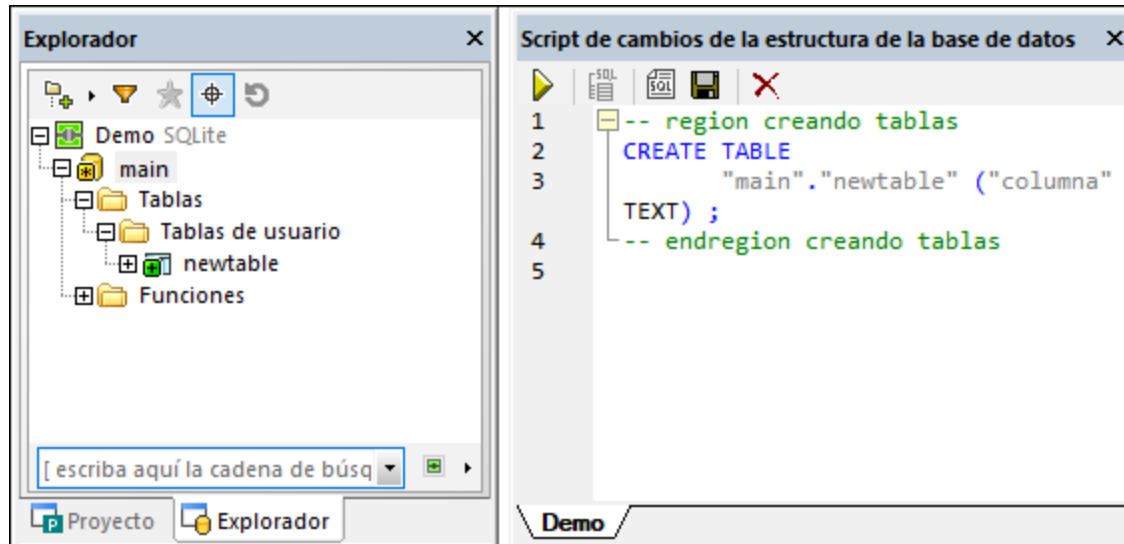 Explorador
Demo SQLite
main
Tablas
Tablas de usuario
newtable
Funciones
[ escriba aquí la cadena de búsq
Proyecto
Explorador
Script de cambios de la estructura de la base de datos
SQL
SQL
1 -- region creando tablas
2 CREATE TABLE
3 "main"."newtable" ("columna"
TEXT) ;
4 -- endregion creando tablas
5
Demo